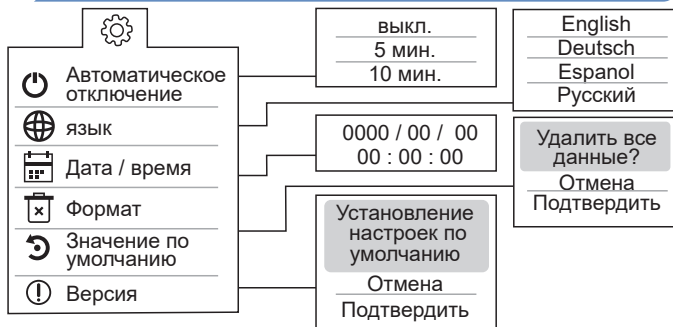 Автоматическое
отключение
язык
Дата / время
Формат
Значение по
умолчанию
Версия
выкл.
5 мин.
10 мин.
English
Deutsch
Espanol
Русский
0000 / 00 / 00
00 : 00 : 00
Удалить все
данные?
Отмена
Подтвердить
Установление
настроек по
умолчанию
Отмена
Подтвердить